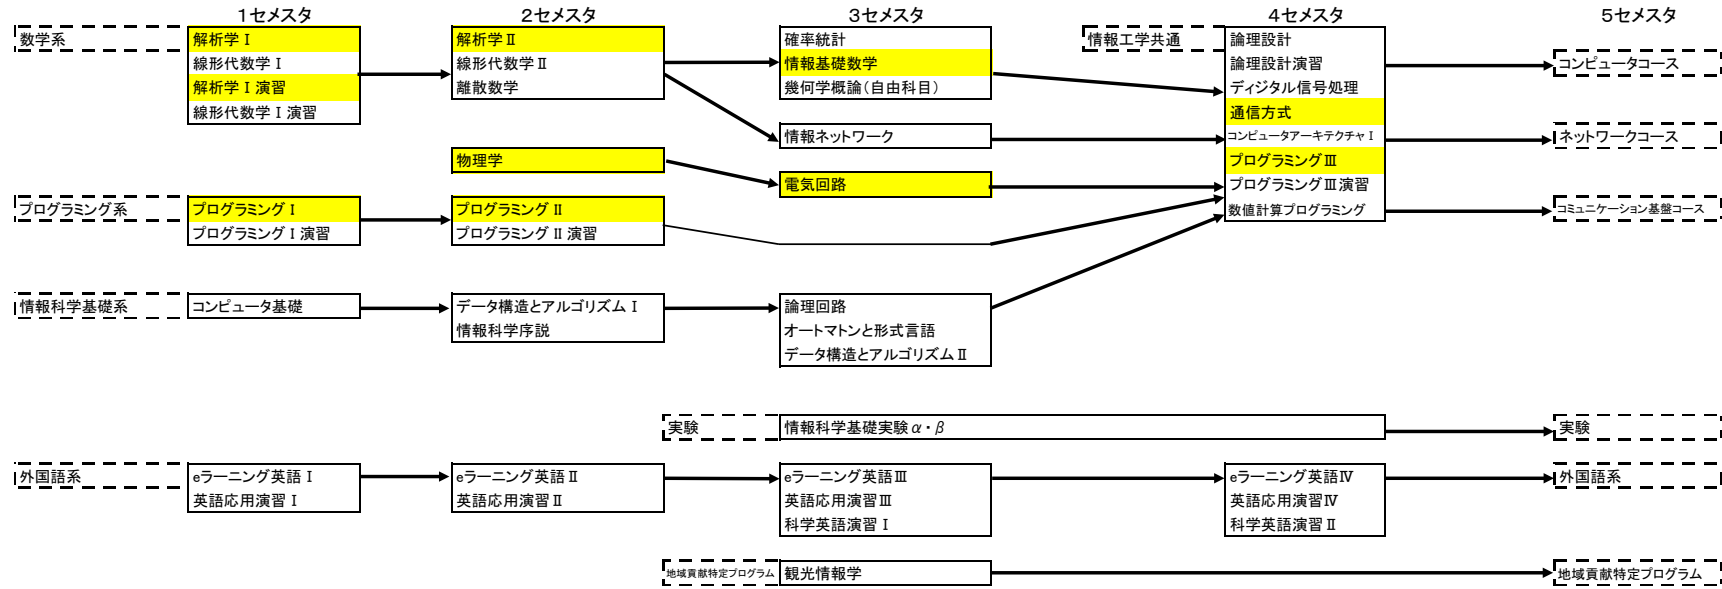 １セメスタ
２セメスタ
３セメスタ
４セメスタ
５セメスタ
数学系
解析学Ⅰ
線形代数学Ⅰ
解析学Ⅰ演習
線形代数学Ⅰ演習
解析学Ⅱ
線形代数学Ⅱ
離散数学
確率統計
情報基礎数学
幾何学概論（自由科目）
情報工学共通
論理設計
論理設計演習
ディジタル信号処理
通信方式
コンピュータアーキテクチャⅠ
プログラミングⅢ
プログラミングⅢ演習
数値計算プログラミング
コンピュータコース
ネットワークコース
コミュニケーション基盤コース
情報ネットワーク
物理学
電気回路
プログラミング系
プログラミングⅠ
プログラミングⅠ演習
プログラミングⅡ
プログラミングⅡ演習
情報科学基礎系
コンピュータ基礎
データ構造とアルゴリズムⅠ
情報科学序説
論理回路
オートマトンと形式言語
データ構造とアルゴリズムⅡ
実験
情報科学基礎実験α・β
実験
外国語系
eラーニング英語Ⅰ
英語応用演習Ⅰ
eラーニング英語Ⅱ
英語応用演習Ⅱ
eラーニング英語Ⅲ
英語応用演習Ⅲ
科学英語演習Ⅰ
eラーニング英語Ⅳ
英語応用演習Ⅳ
科学英語演習Ⅱ
外国語系
地域貢献特定プログラム
観光情報学
地域貢献特定プログラム